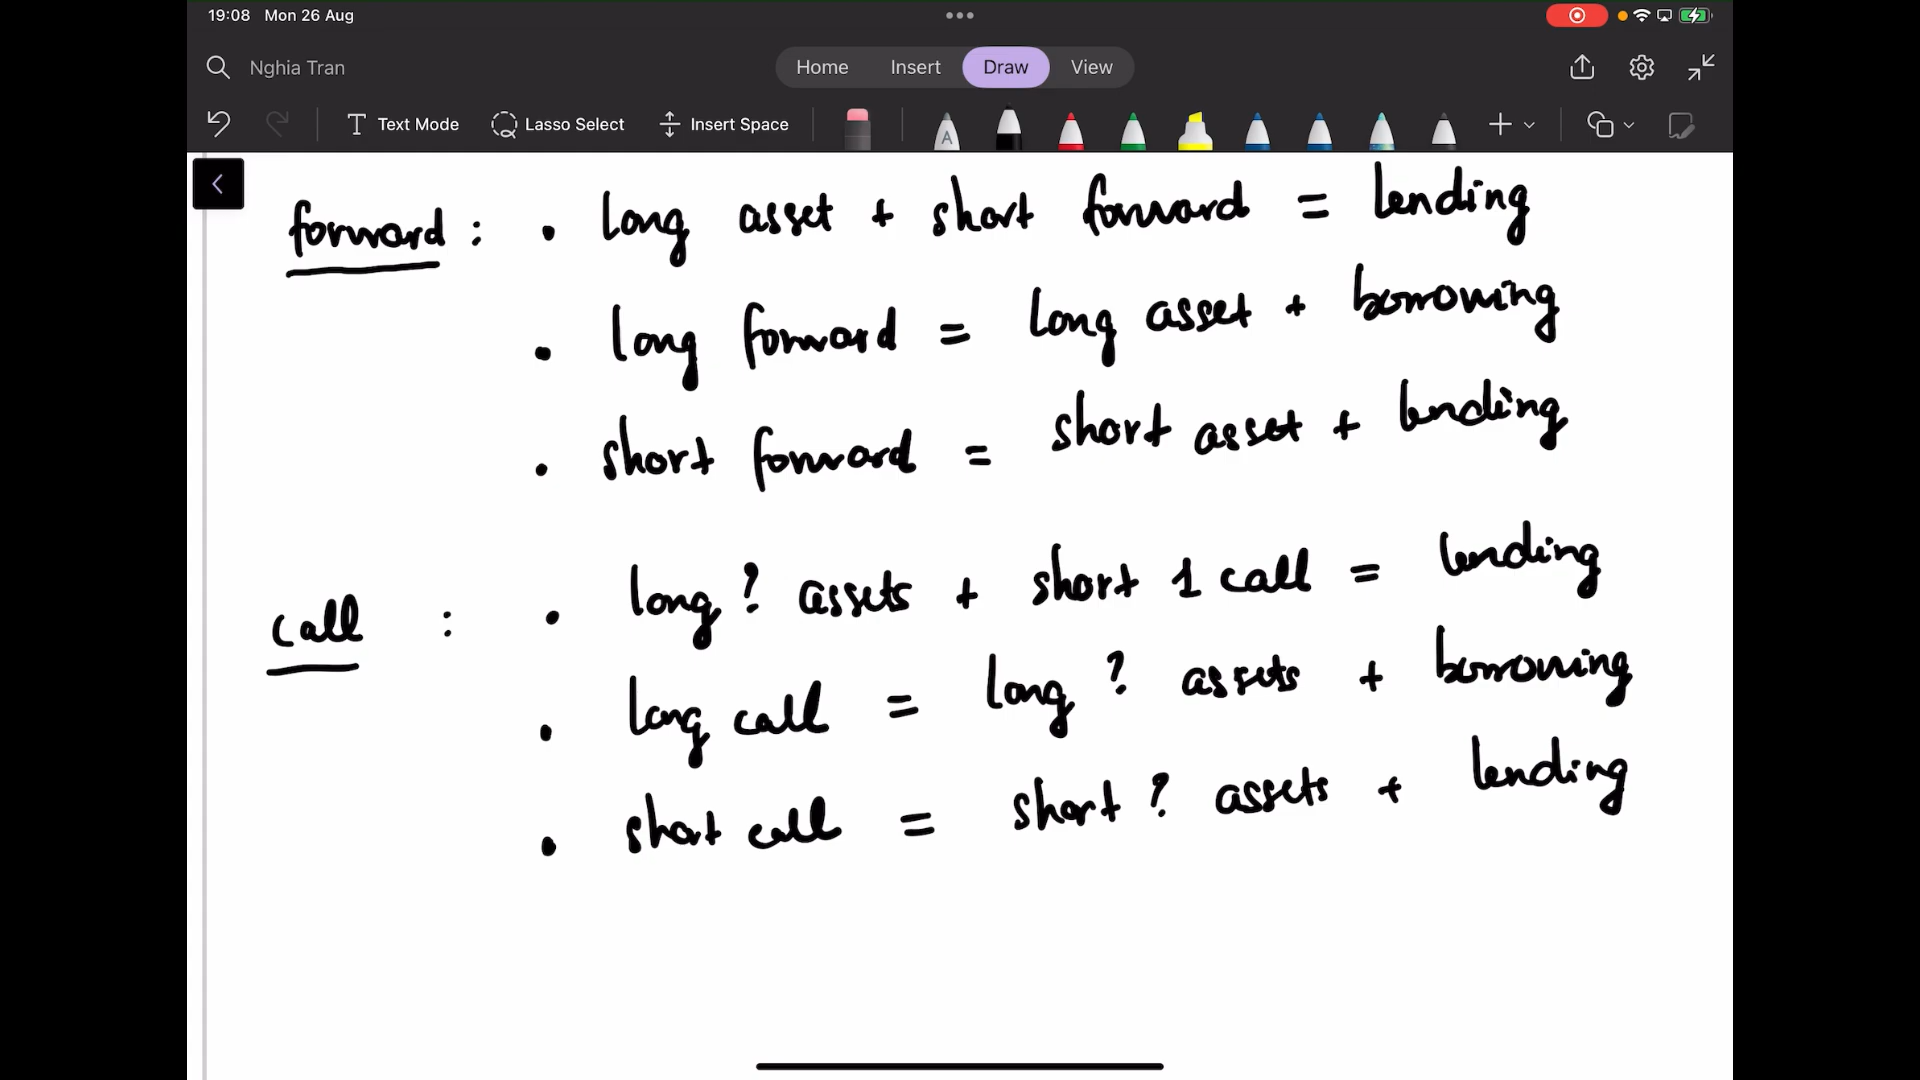 19:08 Mon 26 Aug
Nghia Tran Home Insert Draw View
Text Mode Lasso Select Insert Space A
forward : • long asset + short forward = lending
• long forward = long asset + borrowing
• short forward = short asset + lending
call : • long ? assets + short 1 call = lending
• long call = long ? assets + borrowing
• short call = short ? assets + lending